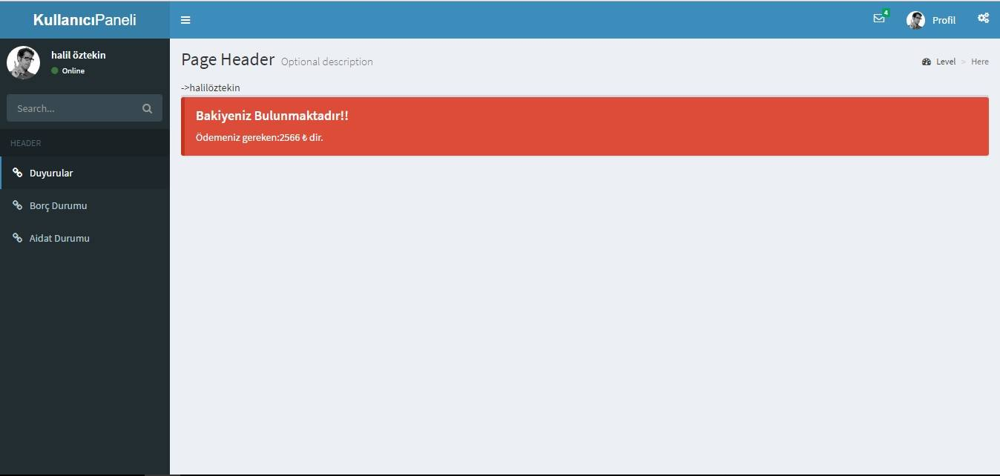 KullanıcıPaneli
4
Profil
halil öztekin
Online
Search...
HEADER
Duyurular
Borç Durumu
Aidat Durumu
Page Header Optional description
Level > Here
->halilöztekin
Bakiyeniz Bulunmaktadır!!
Ödemeniz gereken:2566 ₺ dir.